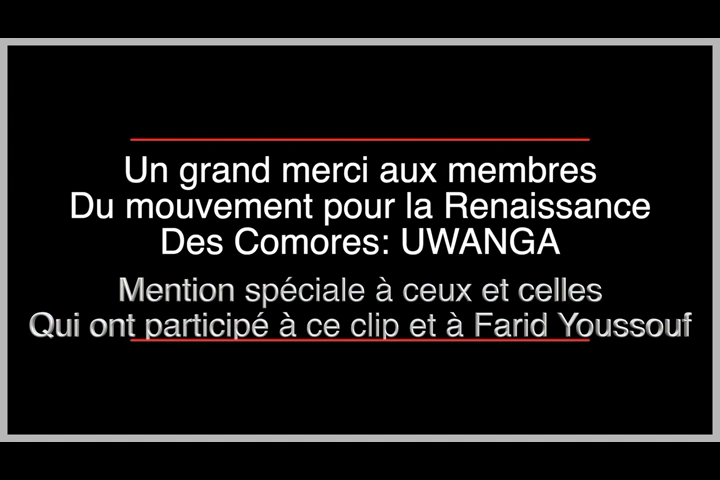 Un grand merci aux membres
Du mouvement pour la Renaissance
Des Comores: UWANGA
Mention spéciale à ceux et celles
Qui ont participé à ce clip et à Farid Youssouf